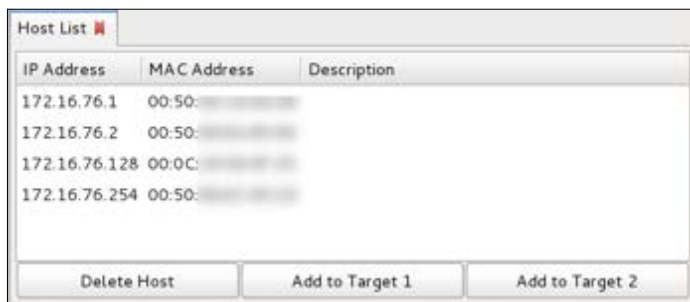 Host List
IP Address MAC Address Description
172.16.76.1 00:50:
172.16.76.2 00:50:
172.16.76.128 00:0C:
172.16.76.254 00:50:
Delete Host Add to Target 1 Add to Target 2